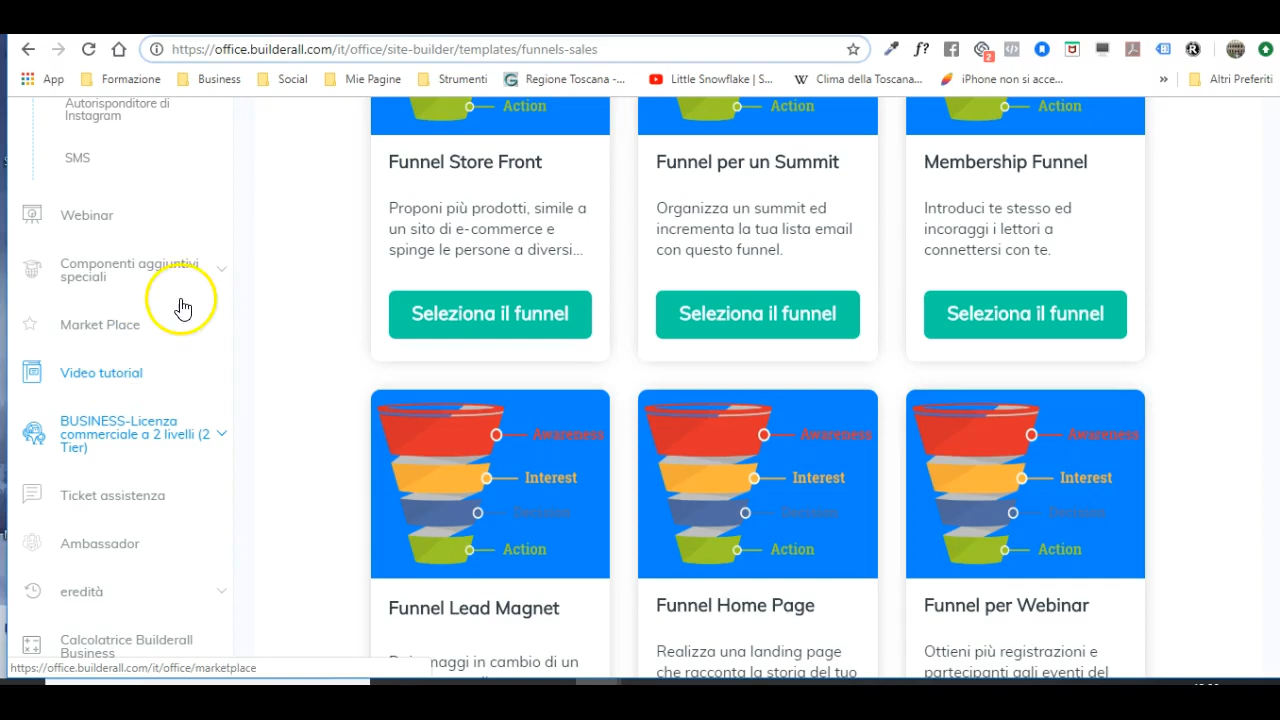 https://office.builderall.com/it/office/site-builder/templates/funnels-sales
f?
2
App
Formazione
Business
Social
Mie Pagine
Strumenti
Regione Toscana -...
Little Snowflake | S...
Clima della Toscana...
iPhone non si acce...
»
Altri Preferiti
Autorisponditore di
Instagram
SMS
Webinar
Componenti aggiuntivi
speciali
Market Place
Video tutorial
BUSINESS-Licenza
commerciale a 2 livelli (2
Tier)
Ticket assistenza
Ambassador
eredità
Calcolatrice Builderall
Business
https://office.builderall.com/it/office/marketplace
Action
Action
Action
Funnel Store Front
Proponi più prodotti, simile a
un sito di e-commerce e
spinge le persone a diversi...
Seleziona il funnel
Funnel per un Summit
Organizza un summit ed
incrementa la tua lista email
con questo funnel.
Seleziona il funnel
Membership Funnel
Introduci te stesso ed
incoraggi i lettori a
connettersi con te.
Seleziona il funnel
Awareness
Interest
Decisione
Action
Awareness
Interest
Decisione
Action
Awareness
Interest
Decisione
Action
Funnel Lead Magnet
maggi in cambio di un
Funnel Home Page
Realizza una landing page
che racconta la storia del tuo
Funnel per Webinar
Ottieni più registrazioni e
partecipanti agli eventi del